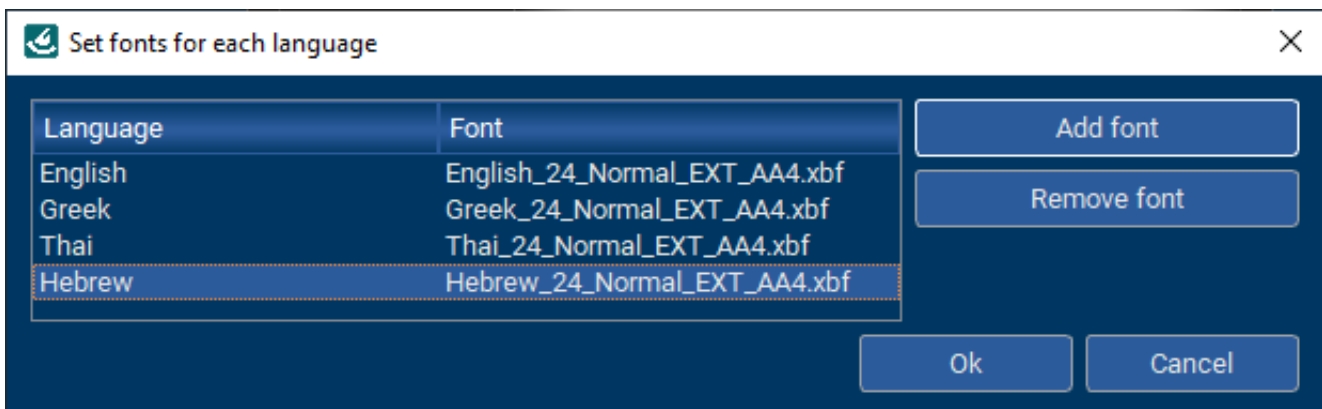 Set fonts for each language
Language Font Add font
English English_24_Normal_EXT_AA4.xbf
Greek Greek_24_Normal_EXT_AA4.xbf Remove font
Thai Thai_24_Normal_EXT_AA4.xbf
Hebrew Hebrew_24_Normal_EXT_AA4.xbf
Ok Cancel